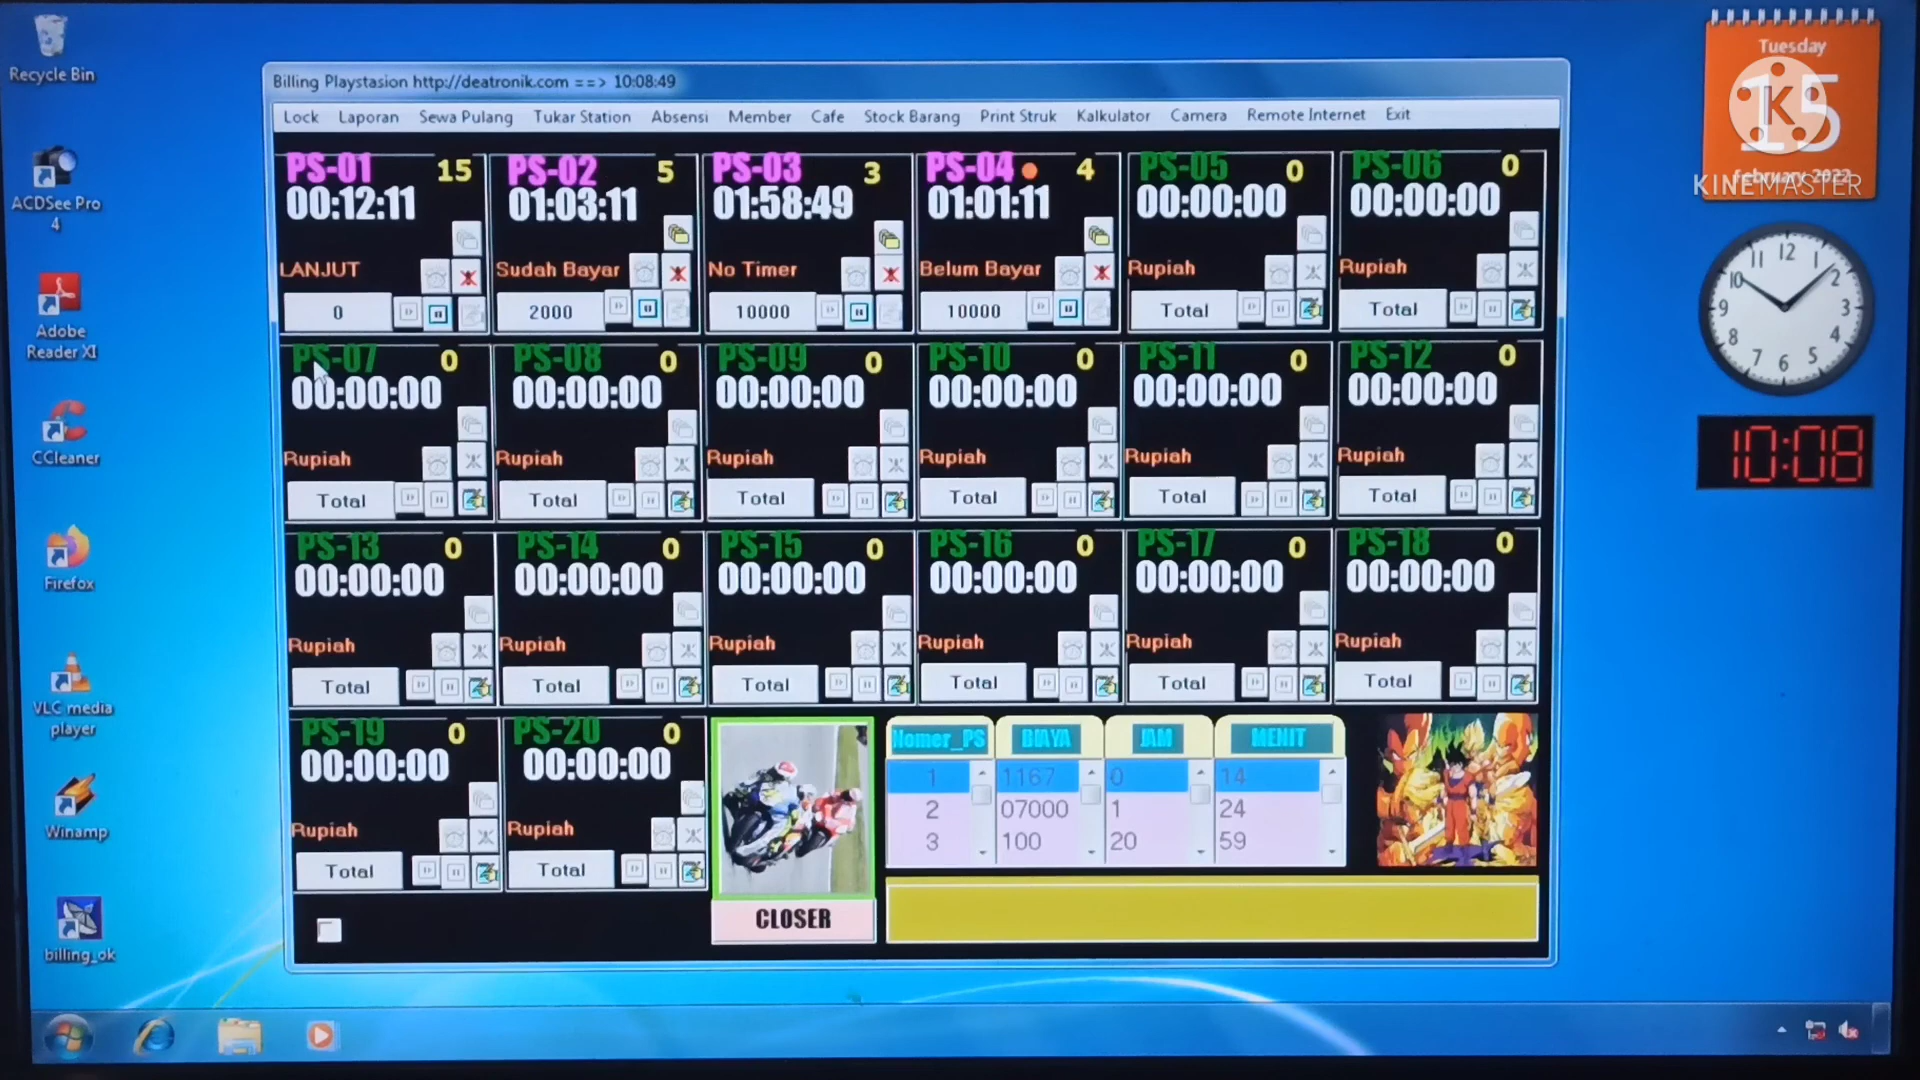 Recycle Bin
ACDSee Pro
4
Adobe
Reader XI
CCleaner
Firefox
VLC media
player
Winamp
billing_ok
Billing Playstasion http://deatronik.com ==> 10:08:49
Lock Laporan Sewa Pulang Tukar Station Absensi Member Cafe Stock Barang Print Struk Kalkulator Camera Remote Internet Exit
PS-01 15 PS-02 5 PS-03 3 PS-04 4 PS-05 0 PS-06 0
00:12:11 01:03:11 01:58:49 01:01:11 00:00:00 00:00:00
LANJUT Sudah Bayar No Timer Belum Bayar Rupiah Rupiah
0 2000 10000 10000 Total Total
PS-07 0 PS-08 0 PS-09 0 PS-10 0 PS-11 0 PS-12 0
00:00:00 00:00:00 00:00:00 00:00:00 00:00:00 00:00:00
Rupiah Rupiah Rupiah Rupiah Rupiah Rupiah
Total Total Total Total Total Total
PS-13 0 PS-14 0 PS-15 0 PS-16 0 PS-17 0 PS-18 0
00:00:00 00:00:00 00:00:00 00:00:00 00:00:00 00:00:00
Rupiah Rupiah Rupiah Rupiah Rupiah Rupiah
Total Total Total Total Total Total
PS-19 0 PS-20 0
00:00:00 00:00:00
Rupiah Rupiah
Total Total
CLOSER
Nomer_PS BIAYA JAM MENIT
1 1167 0 14
2 07000 1 24
3 100 20 59
Tuesday
15
February 2022
K
KINEMASTER
12 1 2 3 4 5 6 7 8 9 10 11
10:08